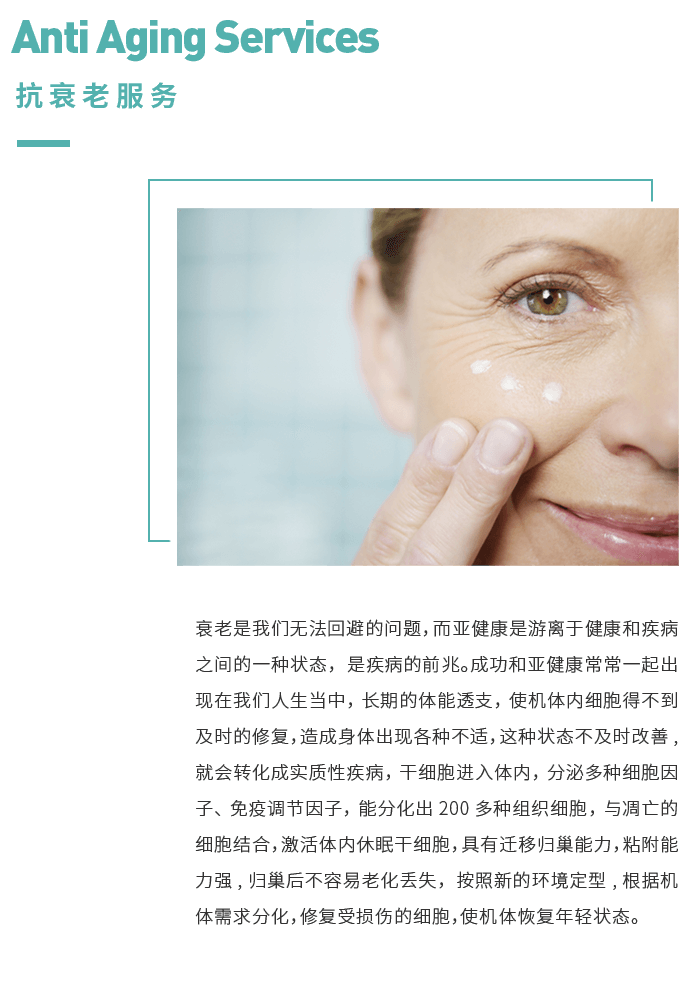 Anti Aging Services
抗衰老服务
衰老是我们无法回避的问题,而亚健康是游离于健康和疾病
之间的一种状态，是疾病的前兆。成功和亚健康常常一起出
现在我们人生当中，长期的体能透支，使机体内细胞得不到
及时的修复,造成身体出现各种不适,这种状态不及时改善，
就会转化成实质性疾病，干细胞进入体内，分泌多种细胞因
子、免疫调节因子，能分化出 200 多种组织细胞，与凋亡的
细胞结合,激活体内休眠干细胞,具有迁移归巢能力,粘附能
力强，归巢后不容易老化丢失，按照新的环境定型，根据机
体需求分化,修复受损伤的细胞,使机体恢复年轻状态。